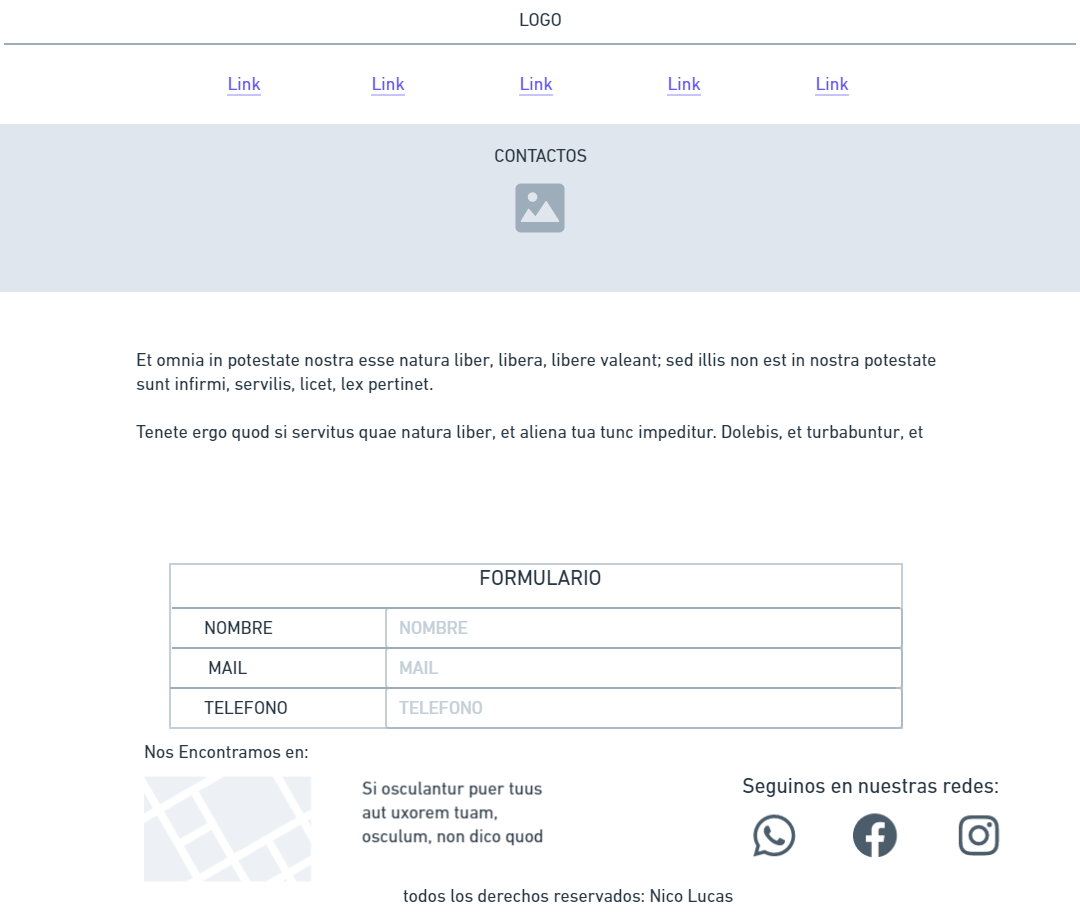 LOGO
Link Link Link Link Link
CONTACTOS
Et omnia in potestate nostra esse natura liber, libera, libere valeant; sed illis non est in nostra potestate
sunt infirmi, servilis, licet, lex pertinet.
Tenete ergo quod si servitus quae natura liber, et aliena tua tunc impeditur. Dolebis, et turbabuntur, et
FORMULARIO
NOMBRE NOMBRE
MAIL MAIL
TELEFONO TELEFONO
Nos Encontramos en:
Si osculantur puer tuus
aut uxorem tuam,
osculum, non dico quod
Seguinos en nuestras redes:
todos los derechos reservados: Nico Lucas